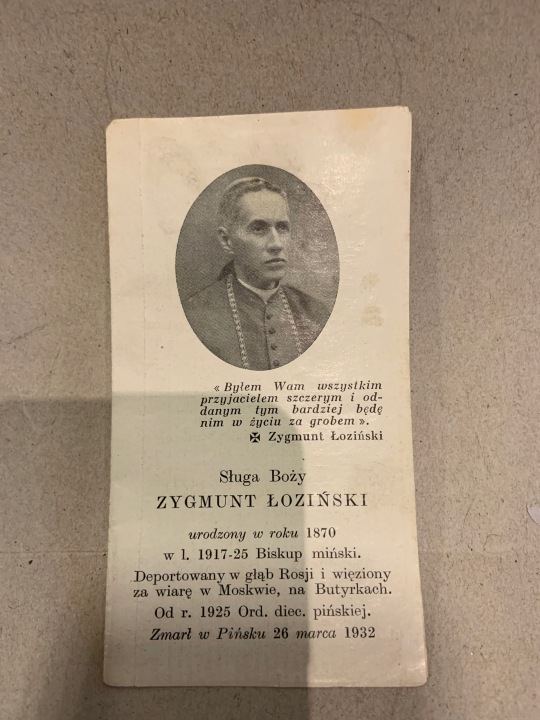 « Byłem Wam wszystkim
przyjacielem szczerym i od-
danym tym bardziej będę
nim w życiu za grobem ».
✠ Zygmunt Łoziński
Sługa Boży
ZYGMUNT ŁOZIŃSKI
urodzony w roku 1870
w l. 1917-25 Biskup miński.
Deportowany w głąb Rosji i więziony
za wiarę w Moskwie, na Butyrkach.
Od r. 1925 Ord. diec. pińskiej.
Zmarł w Pińsku 26 marca 1932